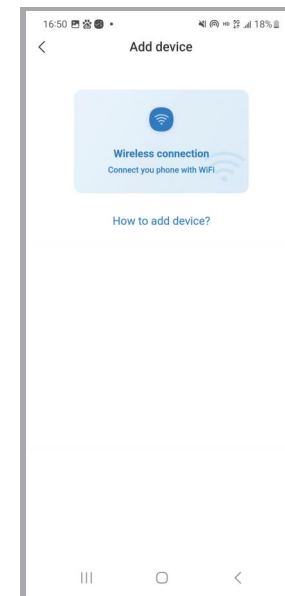 16:50
18%
Add device
Wireless connection
Connect you phone with WiFi
How to add device?